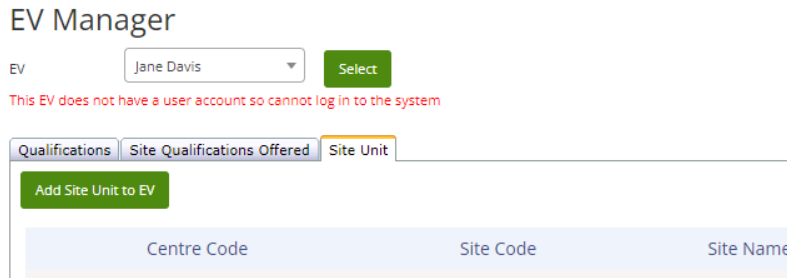 EV Manager
EV Jane Davis Select
This EV does not have a user account so cannot log in to the system
Qualifications Site Qualifications Offered Site Unit
Add Site Unit to EV
Centre Code Site Code Site Name